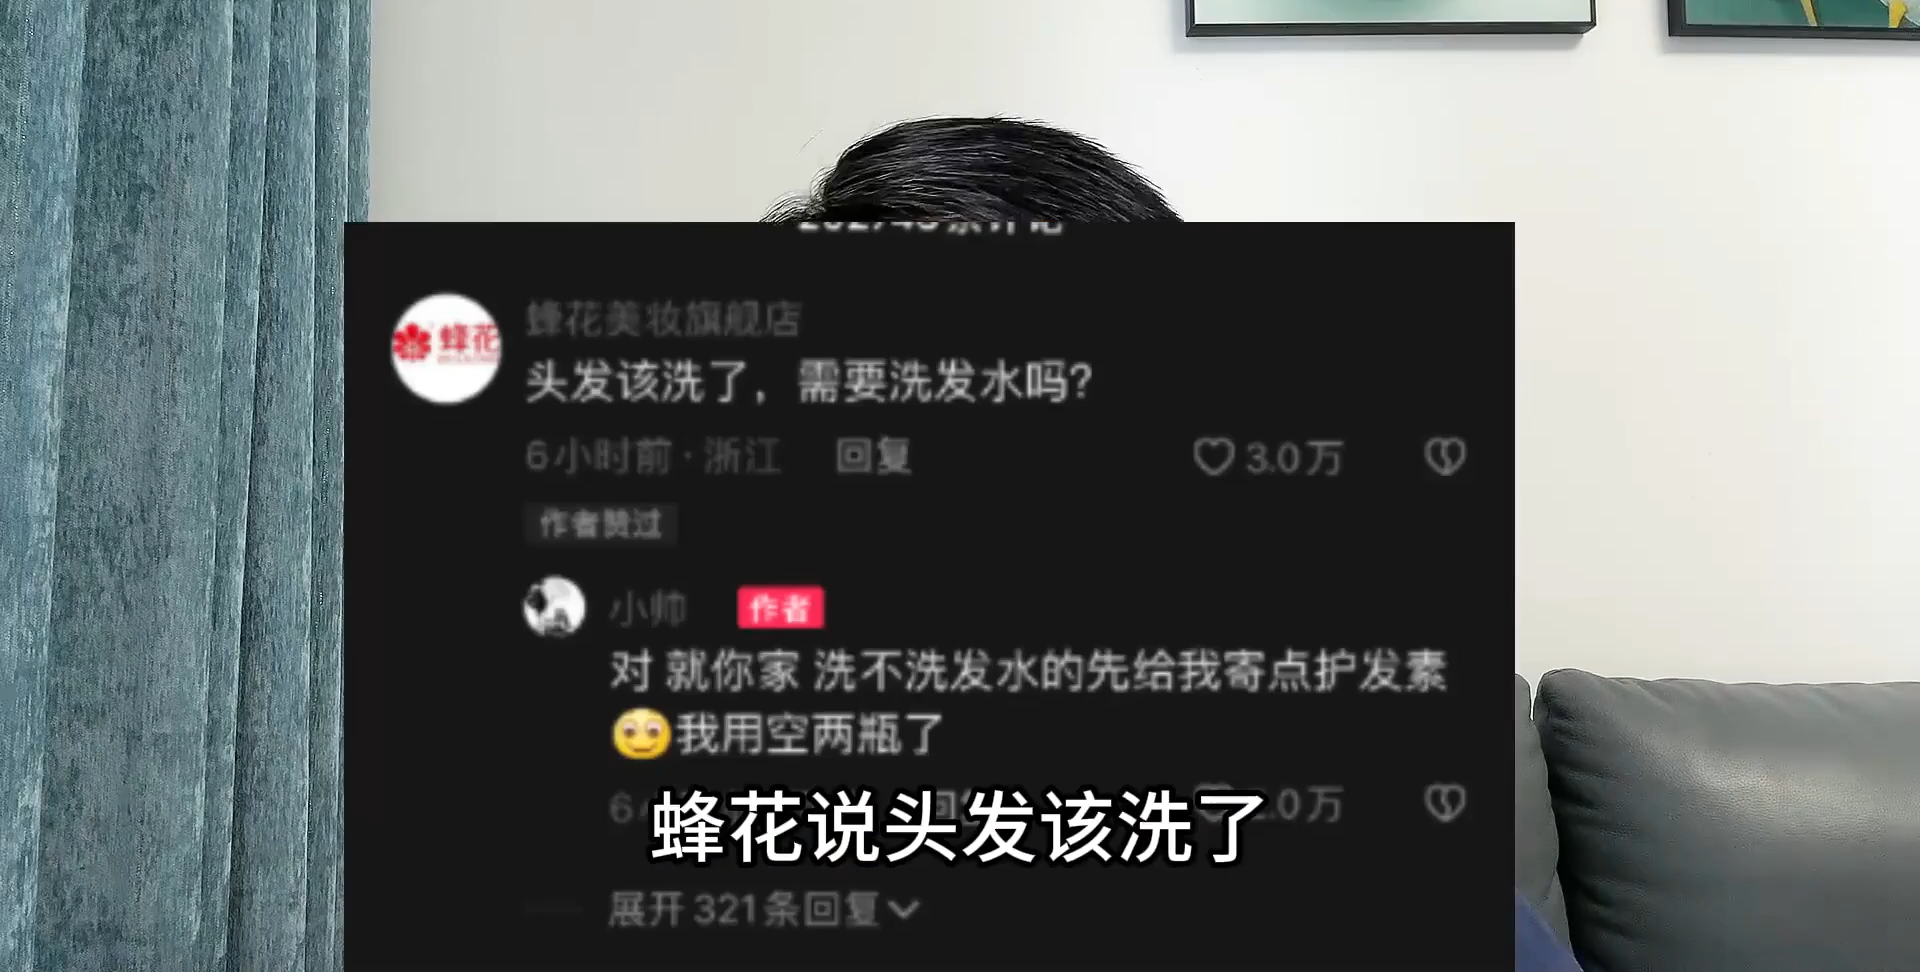 蜂花
蜂花美妆旗舰店
头发该洗了，需要洗发水吗？
6小时前·浙江 回复 3.0万
作者赞过
小帅 作者
对 就你家 洗不洗发水的先给我寄点护发素
我用空两瓶了
蜂花说头发该洗了
展开321条回复